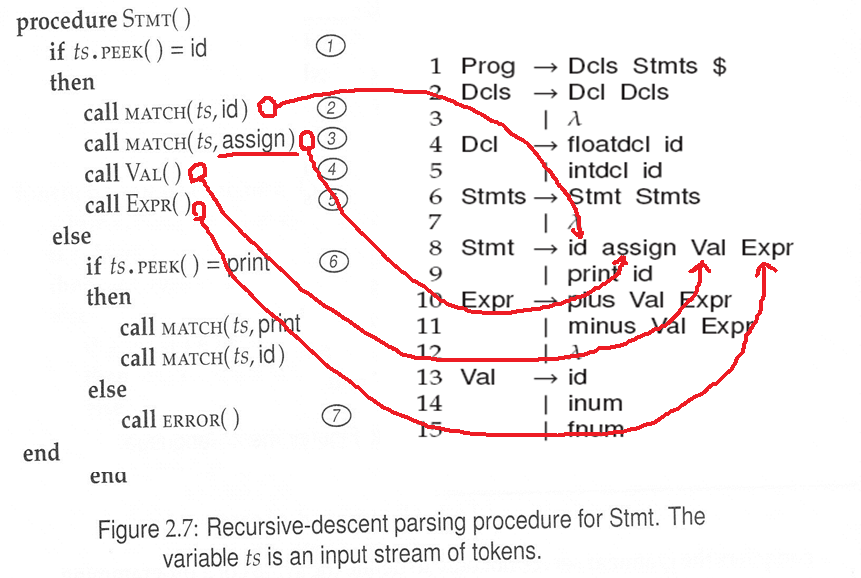 procedure STMT( )
if ts.PEEK( ) = id ①
then
call MATCH(ts, id) ②
call MATCH(ts, assign) ③
call VAL( ) ④
call EXPR( ) ⑤
else
if ts.PEEK( ) = print ⑥
then
call MATCH(ts, print
call MATCH(ts, id)
else
call ERROR( ) ⑦
end
end
1 Prog → Dcls Stmts $
2 Dcls → Dcl Dcls
3 | λ
4 Dcl → floatdcl id
5 | intdcl id
6 Stmts → Stmt Stmts
7 | λ
8 Stmt → id assign Val Expr
9 | print id
10 Expr → plus Val Expr
11 | minus Val Expr
12 | λ
13 Val → id
14 | inum
15 | fnum
Figure 2.7: Recursive-descent parsing procedure for Stmt. The
variable ts is an input stream of tokens.